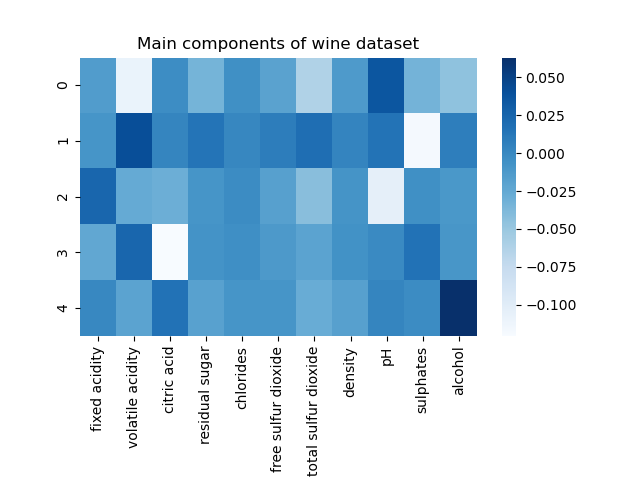 Main components of wine dataset
0
1
2
3
4
fixed acidity
volatile acidity
citric acid
residual sugar
chlorides
free sulfur dioxide
total sulfur dioxide
density
pH
sulphates
alcohol
0.050
0.025
0.000
−0.025
−0.050
−0.075
−0.100